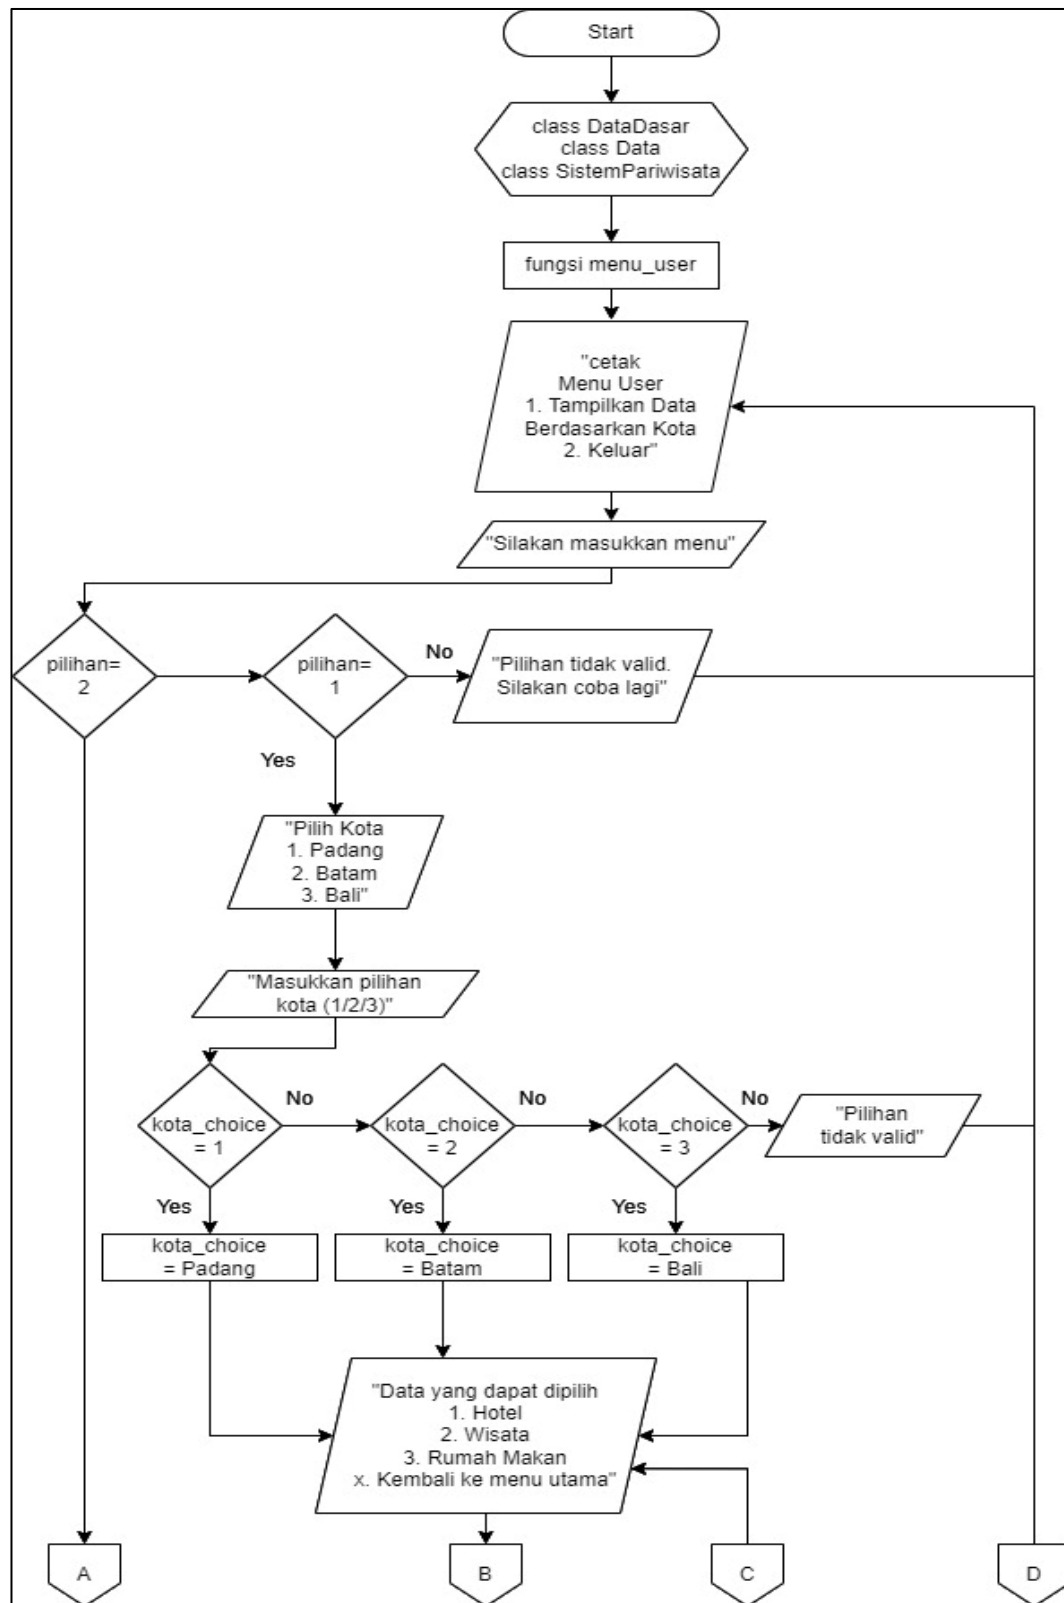 Start
class DataDasar
class Data
class SistemPariwisata
fungsi menu_user
"cetak
Menu User
1. Tampilkan Data
Berdasarkan Kota
2. Keluar"
"Silakan masukkan menu"
pilihan=
2
pilihan=
1
No
"Pilihan tidak valid.
Silakan coba lagi"
Yes
"Pilih Kota
1. Padang
2. Batam
3. Bali"
"Masukkan pilihan
kota (1/2/3)"
kota_choice
= 1
No
kota_choice
= 2
No
kota_choice
= 3
No
"Pilihan
tidak valid"
Yes
Yes
Yes
kota_choice
= Padang
kota_choice
= Batam
kota_choice
= Bali
"Data yang dapat dipilih
1. Hotel
2. Wisata
3. Rumah Makan
x. Kembali ke menu utama"
A
B
C
D